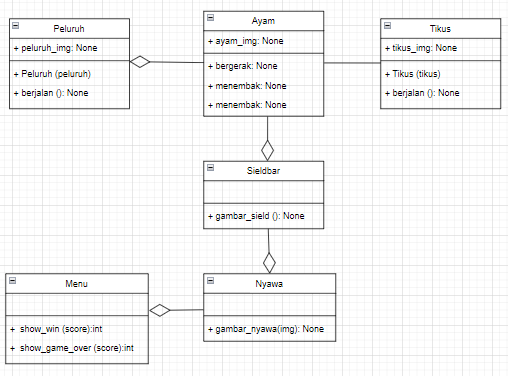 Peluruh
+ peluruh_img: None
+ Peluruh (peluruh)
+ berjalan (): None
Ayam
+ ayam_img: None
+ bergerak: None
+ menembak: None
+ menembak: None
Tikus
+ tikus_img: None
+ Tikus (tikus)
+ berjalan (): None
Sieldbar
+ gambar_sield (): None
Menu
+ show_win (score):int
+ show_game_over (score):int
Nyawa
+ gambar_nyawa(img): None